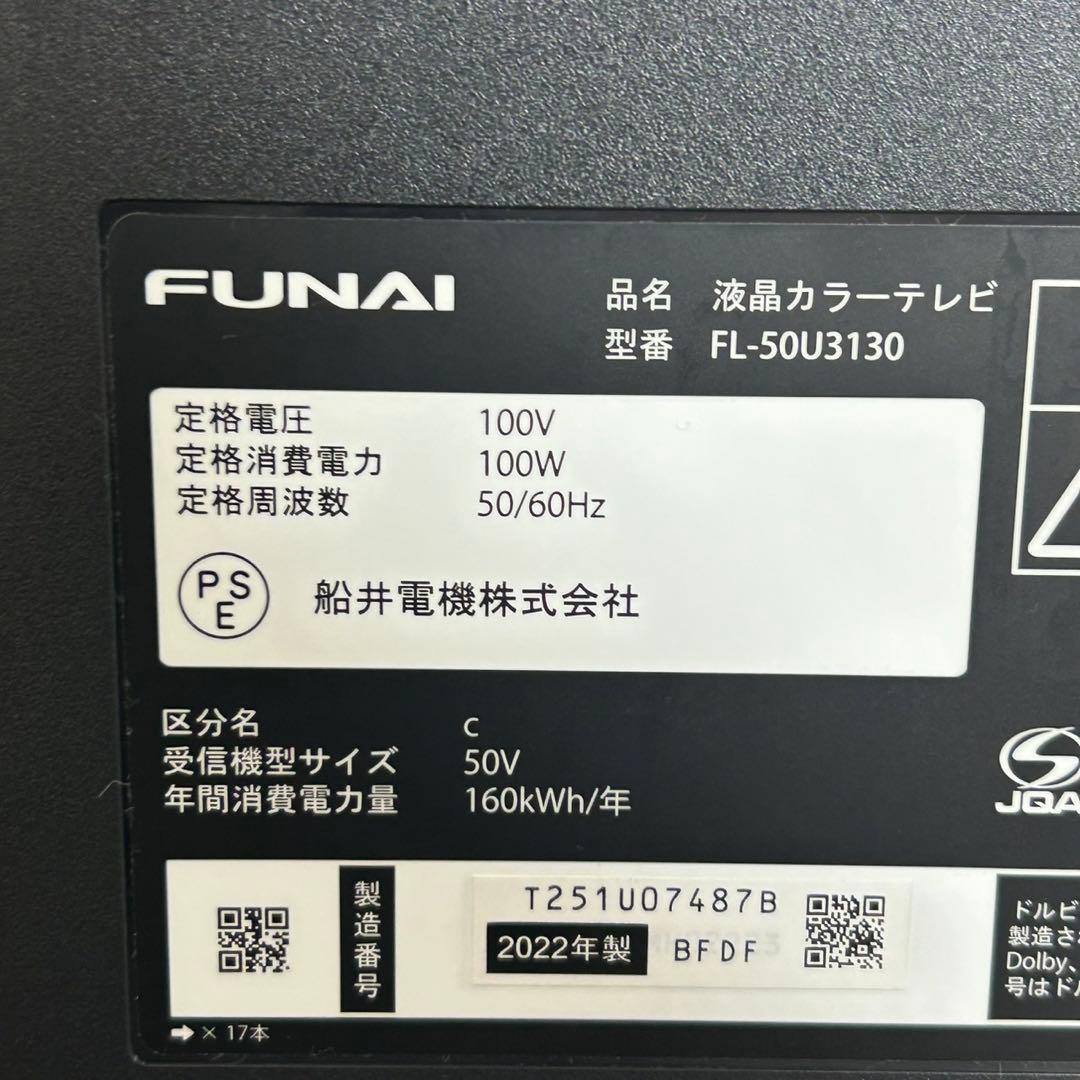 FUNAI
品名 液晶カラーテレビ
型番 FL-50U3130
定格電圧 100V
定格消費電力 100W
定格周波数 50/60Hz
PSE 船井電機株式会社
区分名 c
受信機型サイズ 50V
年間消費電力量 160kWh/年
JQA
製造番号
T251U07487B
2022年製 BFDF
ドルビ
製造さ
Dolby、
号はドル
➡ × 17本